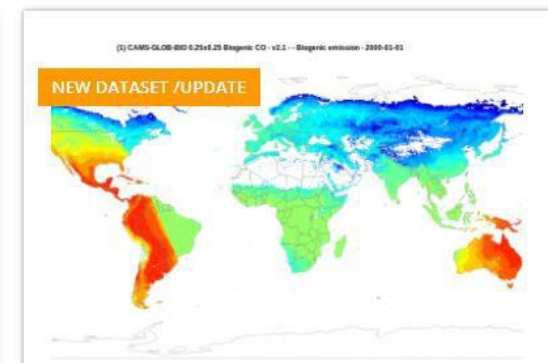 (1) CAMS-GLOB-BIO 0.25x0.25 Biogenic CO - v2.1 - - Biogenic emission - 2000-01-01
NEW DATASET /UPDATE